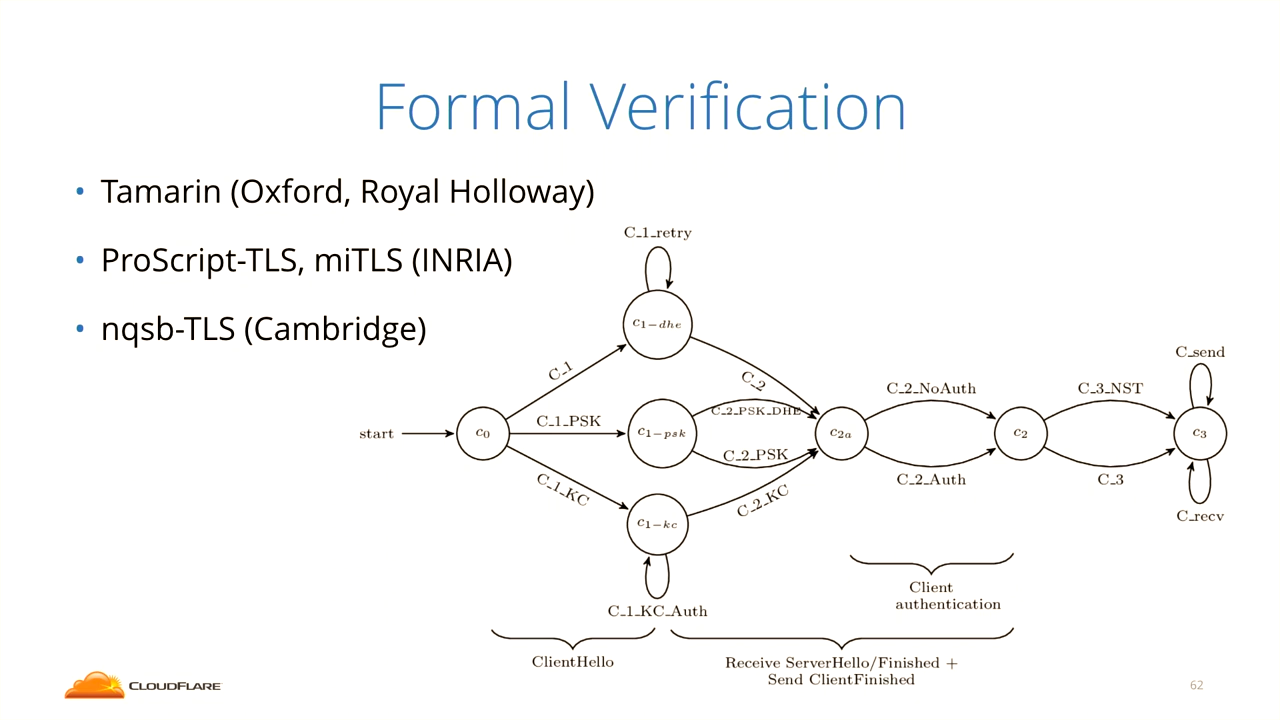 Formal Verification
• Tamarin (Oxford, Royal Holloway)
• ProScript-TLS, miTLS (INRIA)
• nqsb-TLS (Cambridge)
C_1_retry
c1−dhe
C_1
C_2
C_send
C_2_NoAuth
C_3_NST
C_2_PSK_DHE
C_1_PSK
start
c0
c1−psk
c2a
c2
c3
C_2_PSK
C_2_Auth
C_3
C_1_KC
C_2_KC
C_recv
c1−kc
C_1_KC_Auth
Client
authentication
ClientHello
Receive ServerHello/Finished +
Send ClientFinished
CLOUDFLARE
62